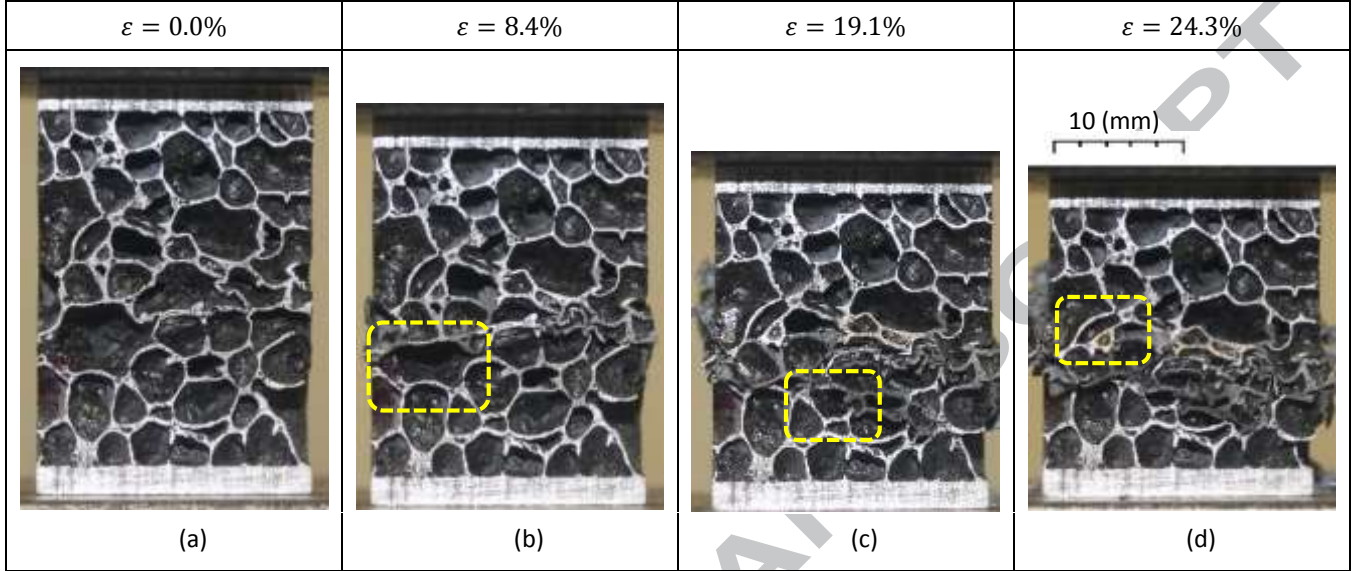 ε = 0.0%
ε = 8.4%
ε = 19.1%
ε = 24.3%
10 (mm)
(a)
(b)
(c)
(d)